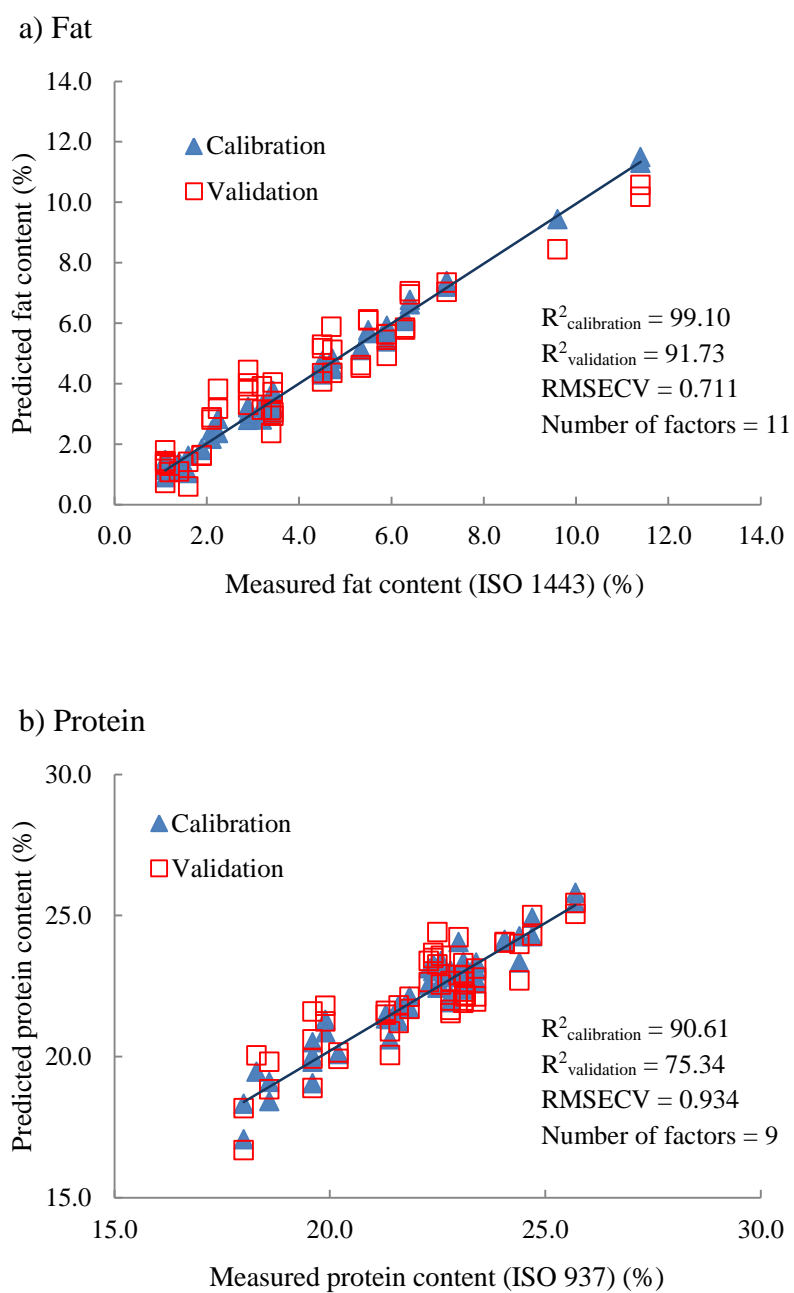 a) Fat
14.0
12.0
10.0
8.0
6.0
4.0
2.0
0.0
Predicted fat content (%)
Calibration
Validation
R²calibration = 99.10
R²validation = 91.73
RMSECV = 0.711
Number of factors = 11
0.0 2.0 4.0 6.0 8.0 10.0 12.0 14.0
Measured fat content (ISO 1443) (%)
b) Protein
30.0
25.0
20.0
15.0
Predicted protein content (%)
Calibration
Validation
R²calibration = 90.61
R²validation = 75.34
RMSECV = 0.934
Number of factors = 9
15.0 20.0 25.0 30.0
Measured protein content (ISO 937) (%)